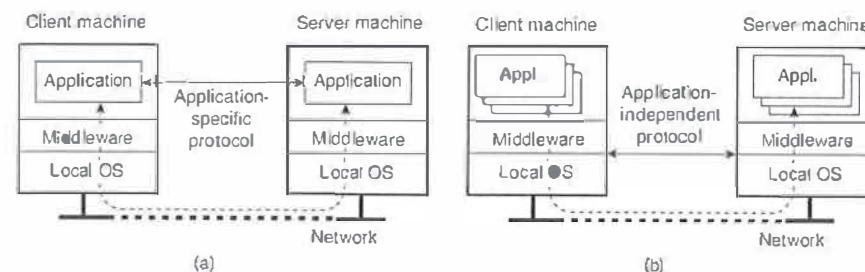 Client machine
Server machine
Application
Application
Application-
specific
protocol
Middleware
Middleware
Local OS
Local OS
Network
(a)
Client machine
Server machine
Appl
Appl.
Application-
independent
protocol
Middleware
Middleware
Local OS
Local OS
Network
(b)